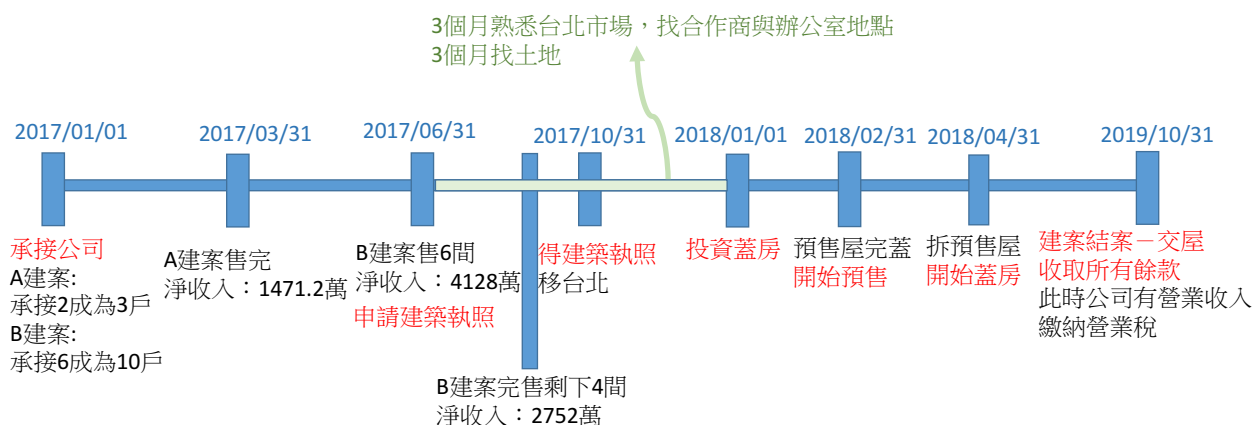 3個月熟悉台北市場，找合作商與辦公室地點
3個月找土地
2017/01/01
2017/03/31
2017/06/31
2017/10/31
2018/01/01
2018/02/31
2018/04/31
2019/10/31
承接公司
A建案:
承接2成為3戶
B建案:
承接6成為10戶
A建案售完
淨收入：1471.2萬
B建案售6間
淨收入：4128萬
申請建築執照
得建築執照
移台北
投資蓋房
預售屋完蓋
開始預售
拆預售屋
開始蓋房
建案結案－交屋
收取所有餘款
此時公司有營業收入
繳納營業稅
B建案完售剩下4間
淨收入：2752萬